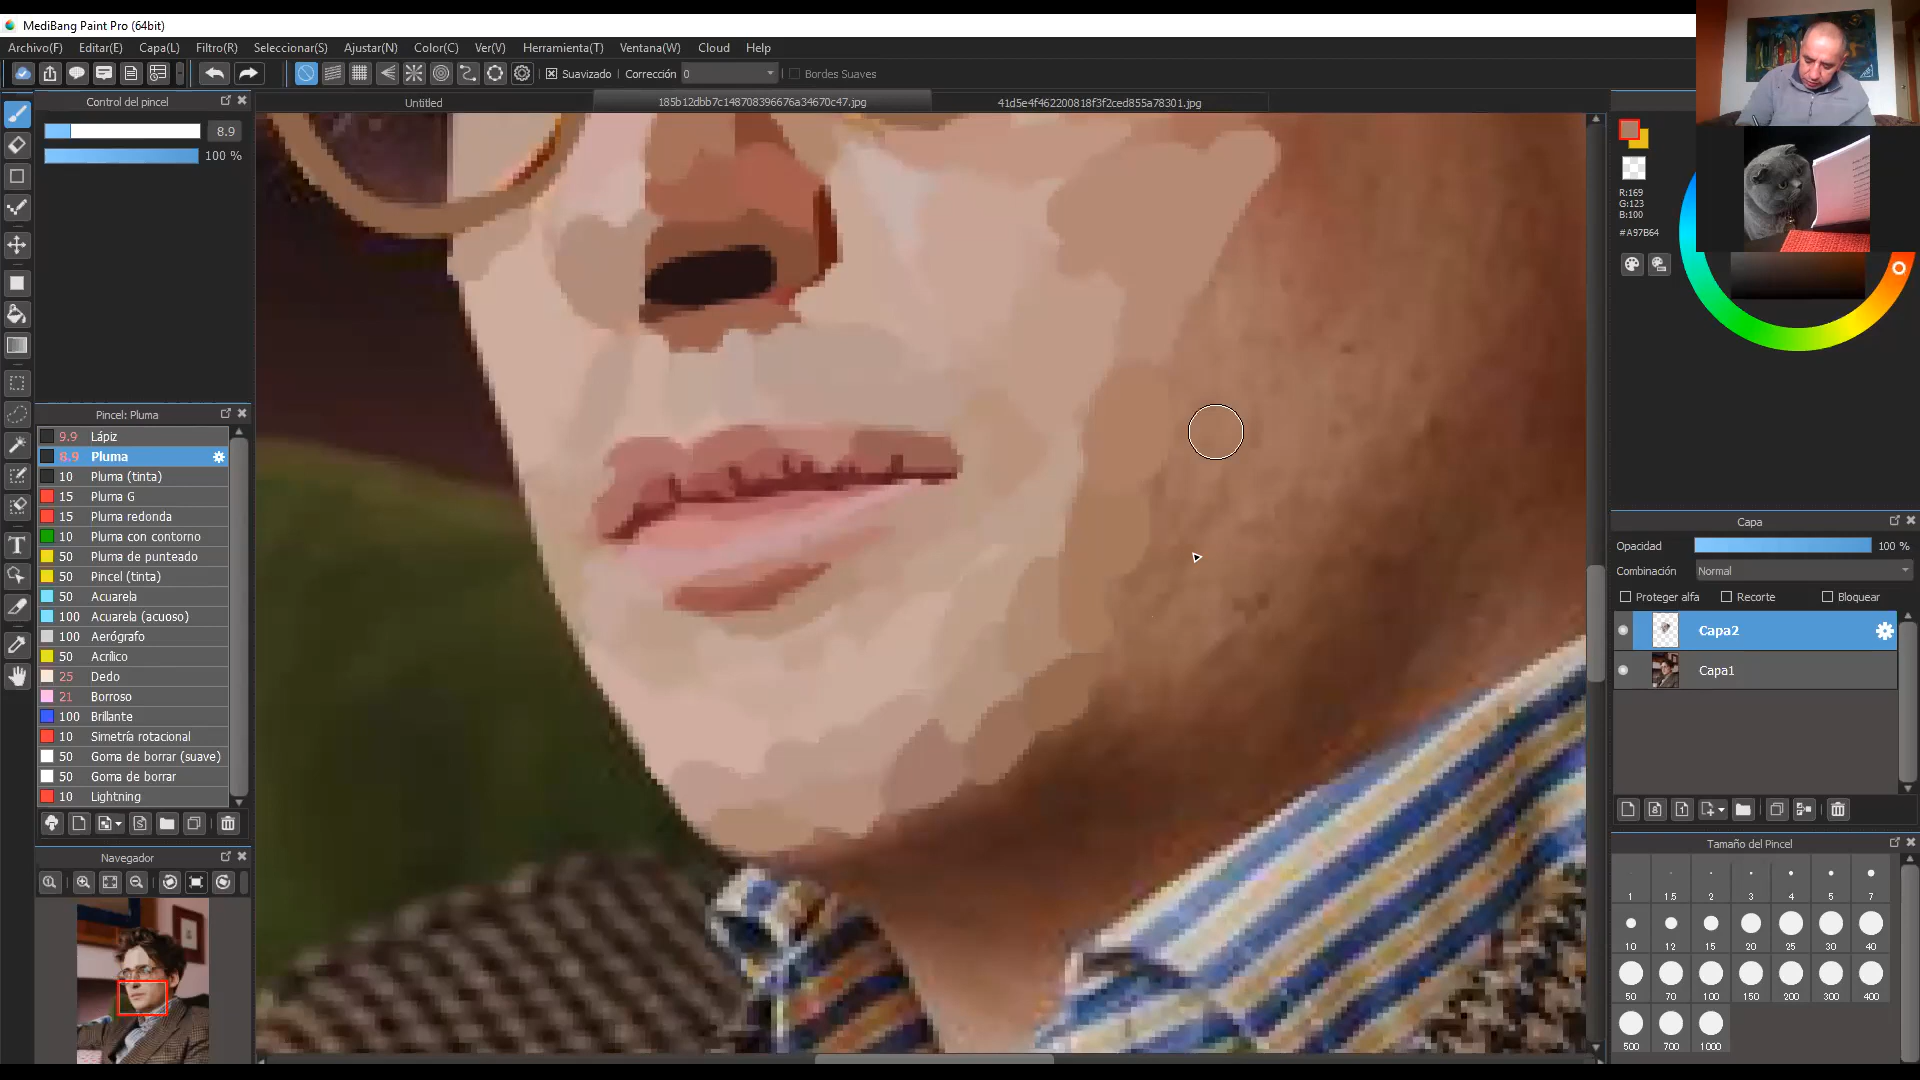 MediBang Paint Pro (64bit)
Archivo(F) Editar(E) Capa(L) Filtro(R) Seleccionar(S) Ajustar(N) Color(C) Ver(V) Herramienta(T) Ventana(W) Cloud Help
Suavizado Corrección 0 Bordes Suaves
Control del pincel
Untitled 185b12dbb7c148708396676a34670c47.jpg 41d5e4f462200818f3f2ced855a78301.jpg
8.9
100 %
R:169
G:123
B:100
#A97B64
Pincel: Pluma
9.9 Lápiz
8.9 Pluma
10 Pluma (tinta)
15 Pluma G
15 Pluma redonda
10 Pluma con contorno
50 Pluma de punteado
50 Pincel (tinta)
50 Acuarela
100 Acuarela (acuoso)
100 Aerógrafo
50 Acrílico
25 Dedo
21 Borroso
100 Brillante
10 Simetría rotacional
50 Goma de borrar (suave)
50 Goma de borrar
10 Lightning
Navegador
Capa
Opacidad 100 %
Combinación Normal
Proteger alfa Recorte Bloquear
Capa2
Capa1
Tamaño del Pincel
1 1.5 2 3 4 5 7
10 12 15 20 25 30 40
50 70 100 150 200 300 400
500 700 1000